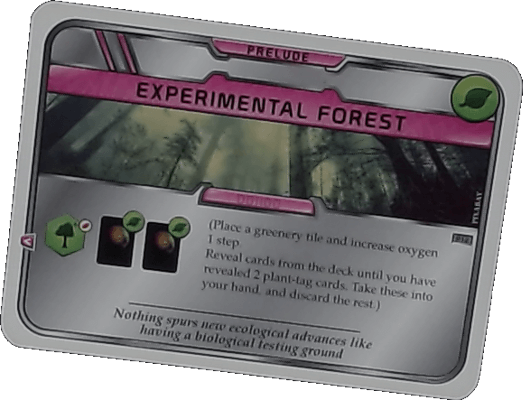 PRELUDE
EXPERIMENTAL FOREST
PIXABAY
(Place a greenery tile and increase oxygen
1 step.
Reveal cards from the deck until you have
revealed 2 plant-tag cards. Take these into
your hand, and discard the rest.)
Nothing spurs new ecological advances like
having a biological testing ground